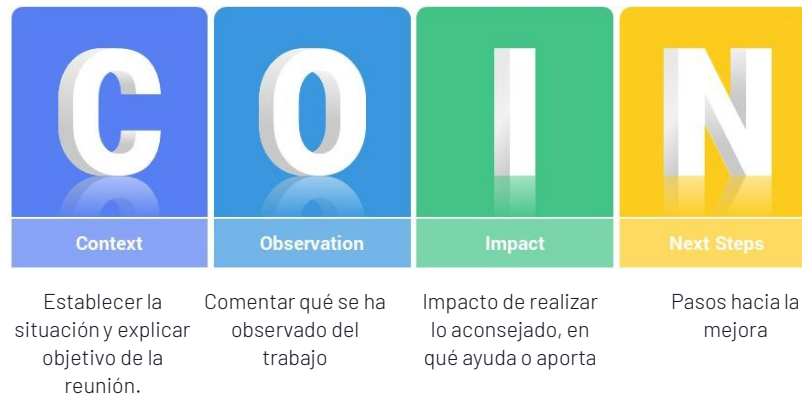 C
O
I
N
Context
Observation
Impact
Next Steps
Establecer la
situación y explicar
objetivo de la
reunión.
Comentar qué se ha
observado del
trabajo
Impacto de realizar
lo aconsejado, en
qué ayuda o aporta
Pasos hacia la
mejora